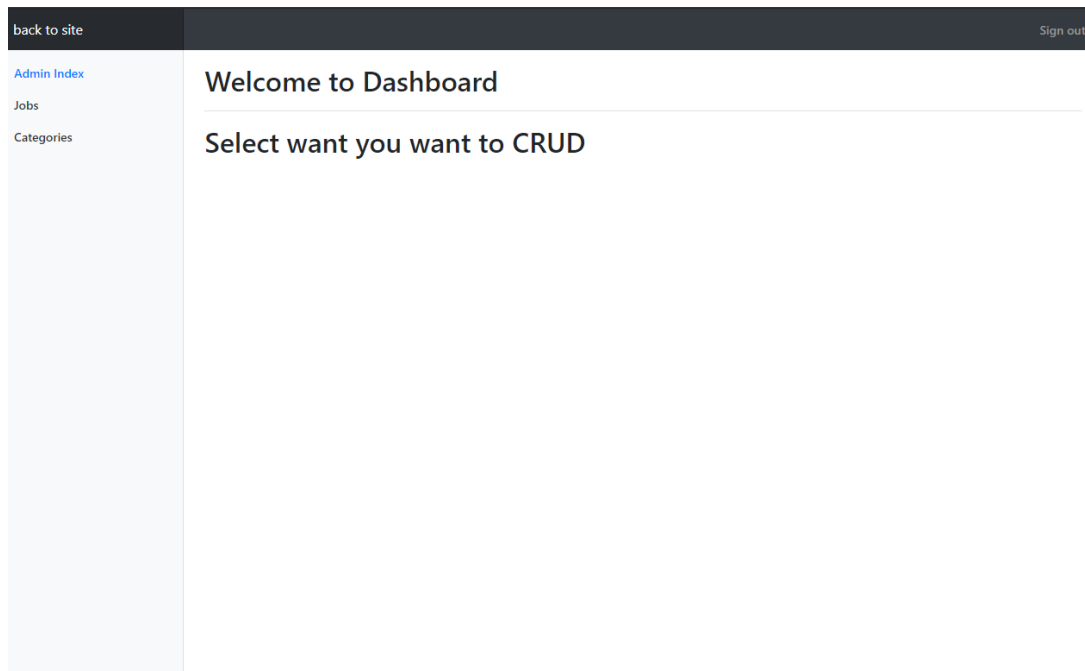 back to site
Sign out
Admin Index
Jobs
Categories
Welcome to Dashboard
Select want you want to CRUD